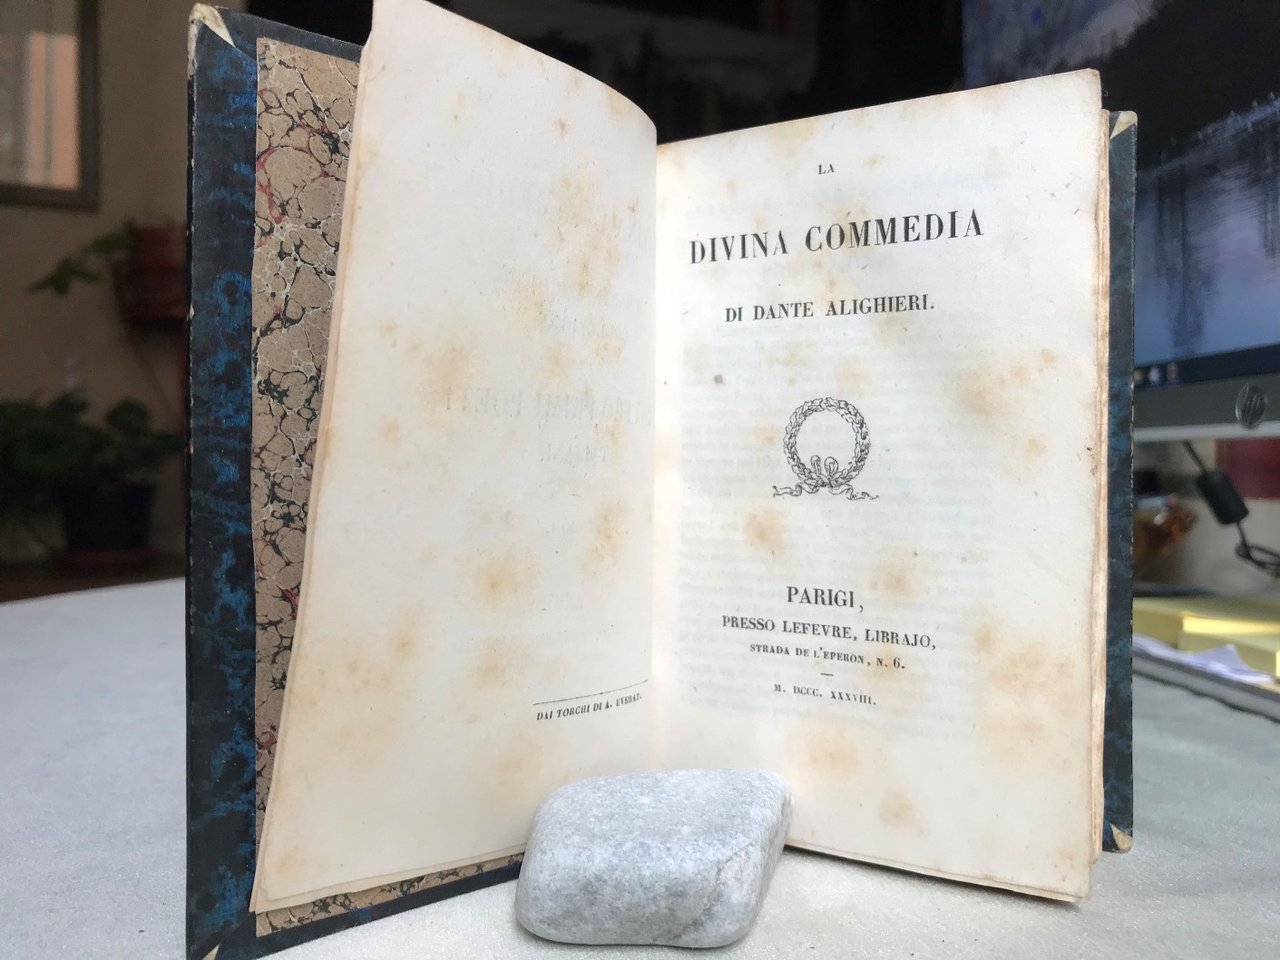 DAI TORCHI DI A. EVERAT.
LA
DIVINA COMMEDIA
DI DANTE ALIGHIERI.
PARIGI,
PRESSO LEFEVRE, LIBRAJO,
STRADA DE L'EPERON, N. 6.
M. DCCC. XXXVIII.
hp